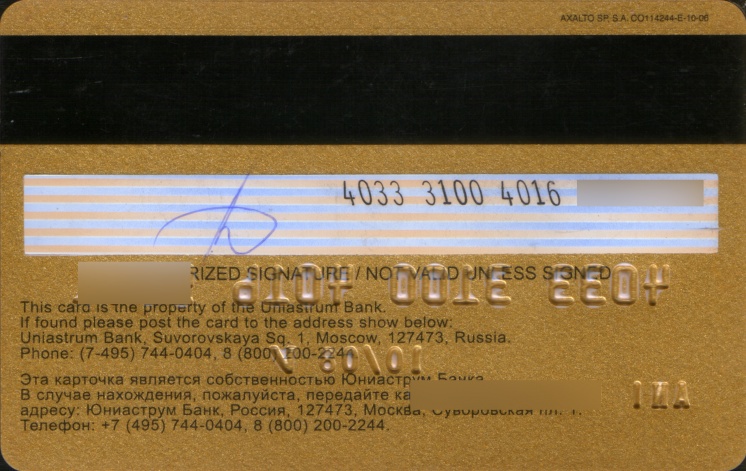 AXALTO SP. S.A. CO114244-E-10-06
4033 3100 4016
RIZED SIGNATURE / NOT VALID UNLESS SIGNED
4033 3100 4016
This card is the property of the Uniastrum Bank.
If found please post the card to the address show below:
Uniastrum Bank, Suvorovskaya Sq. 1, Moscow, 127473, Russia.
Phone: (7-495) 744-0404, 8 (800) 200-2244.
Эта карточка является собственностью Юниаструм Банка.
В случае нахождения, пожалуйста, передайте ка
адресу: Юниаструм Банк, Россия, 127473, Москва, Суворовская пл. 1.
Телефон: +7 (495) 744-0404, 8 (800) 200-2244.